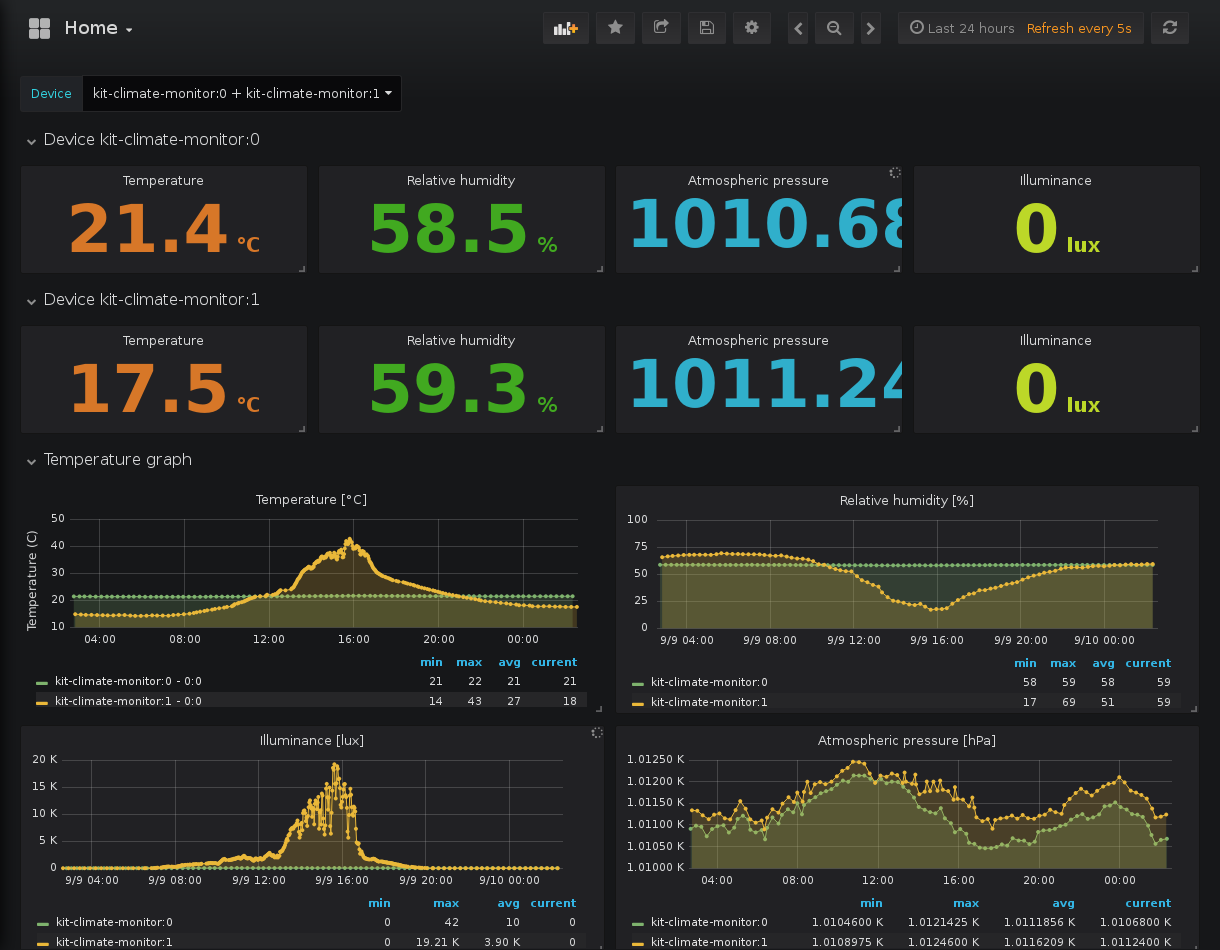 Home
Last 24 hours Refresh every 5s
Device kit-climate-monitor:0 + kit-climate-monitor:1
Device kit-climate-monitor:0
Temperature Relative humidity Atmospheric pressure Illuminance
21.4 °C 58.5 % 1010.68 0 lux
Device kit-climate-monitor:1
Temperature Relative humidity Atmospheric pressure Illuminance
17.5 °C 59.3 % 1011.24 0 lux
Temperature graph
Temperature [°C]
Temperature (C)
50
40
30
20
10
04:00 08:00 12:00 16:00 20:00 00:00
min max avg current
kit-climate-monitor:0 - 0:0 21 22 21 21
kit-climate-monitor:1 - 0:0 14 43 27 18
Relative humidity [%]
100
75
50
25
0
9/9 04:00 9/9 08:00 9/9 12:00 9/9 16:00 9/9 20:00 9/10 00:00
min max avg current
kit-climate-monitor:0 58 59 58 59
kit-climate-monitor:1 17 69 51 59
Illuminance [lux]
20 K
15 K
10 K
5 K
0
9/9 04:00 9/9 08:00 9/9 12:00 9/9 16:00 9/9 20:00 9/10 00:00
min max avg current
kit-climate-monitor:0 0 42 10 0
kit-climate-monitor:1 0 19.21 K 3.90 K 0
Atmospheric pressure [hPa]
1.01250 K
1.01200 K
1.01150 K
1.01100 K
1.01050 K
1.01000 K
04:00 08:00 12:00 16:00 20:00 00:00
min max avg current
kit-climate-monitor:0 1.0104600 K 1.0121425 K 1.0111856 K 1.0106800 K
kit-climate-monitor:1 1.0108975 K 1.0124600 K 1.0116209 K 1.0112400 K